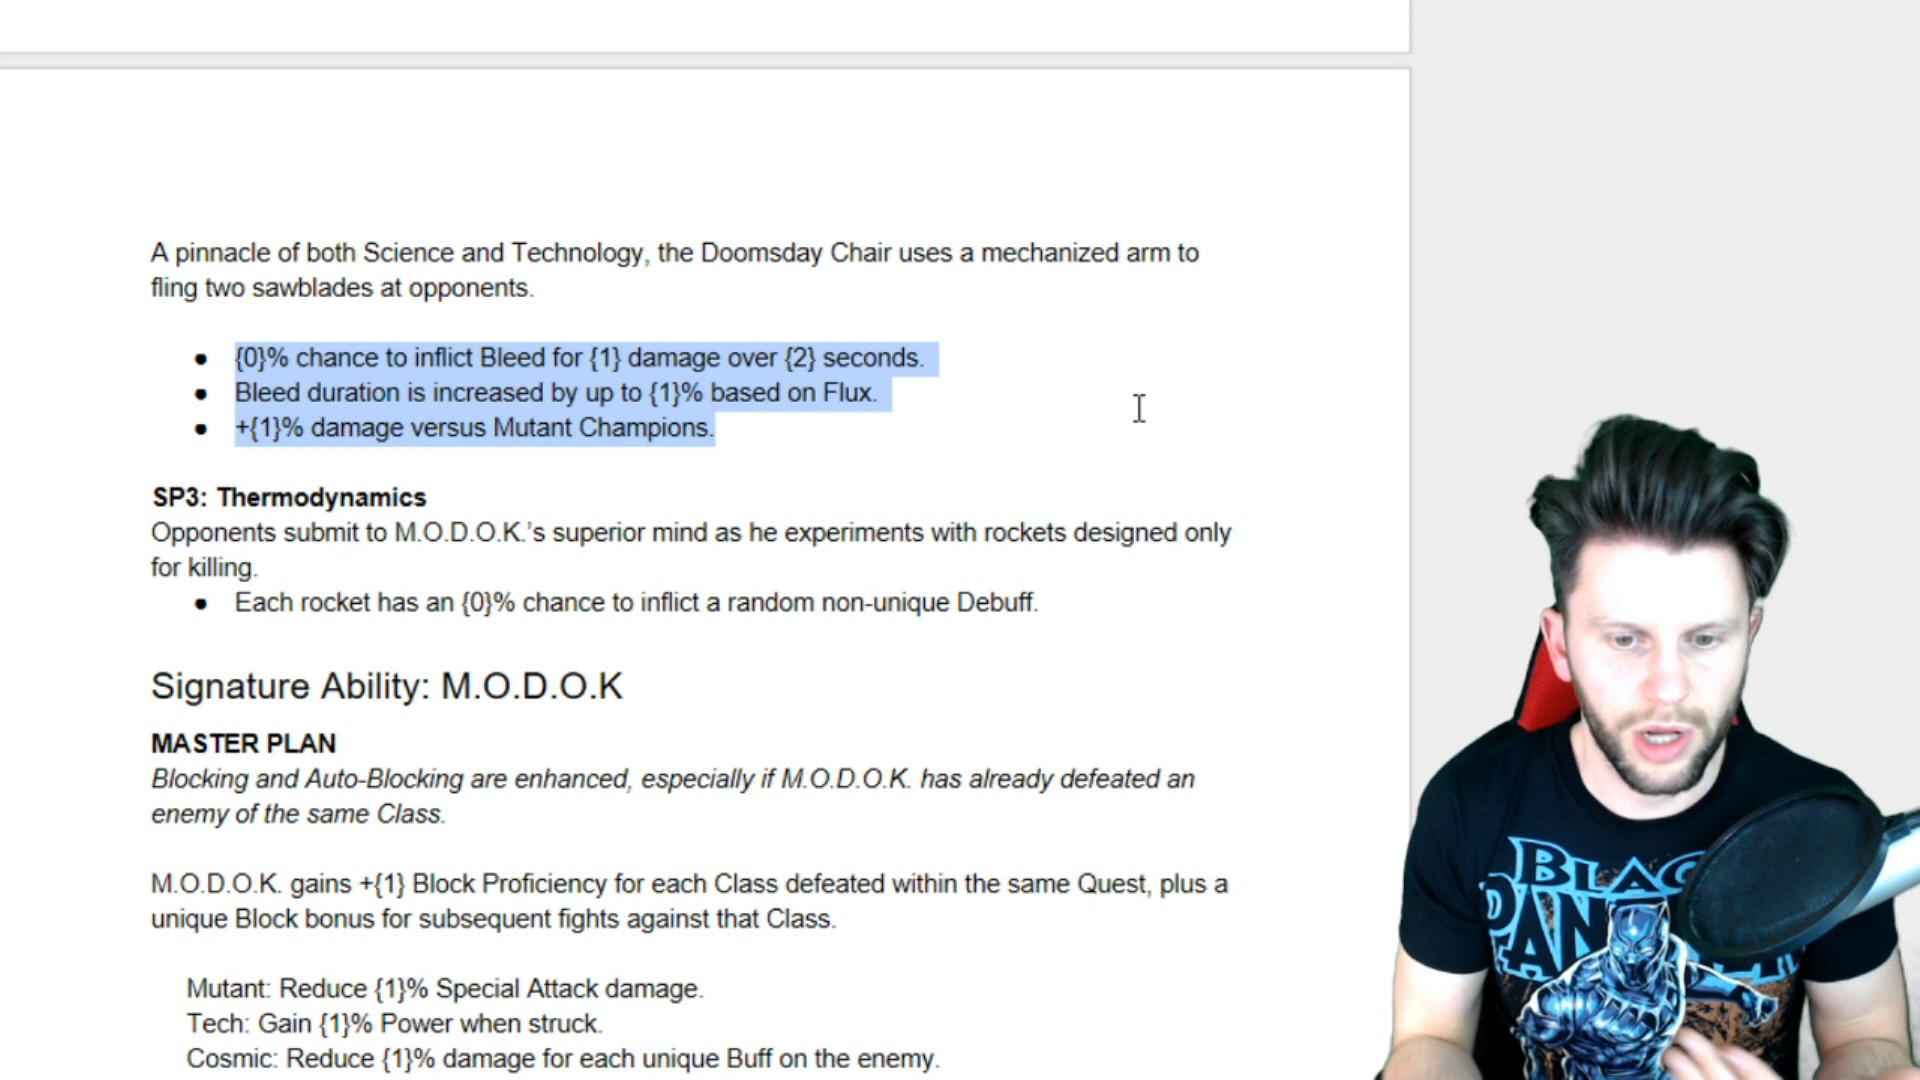 A pinnacle of both Science and Technology, the Doomsday Chair uses a mechanized arm to
fling two sawblades at opponents.
● {0}% chance to inflict Bleed for {1} damage over {2} seconds.
● Bleed duration is increased by up to {1}% based on Flux.
● +{1}% damage versus Mutant Champions.
SP3: Thermodynamics
Opponents submit to M.O.D.O.K.'s superior mind as he experiments with rockets designed only
for killing.
● Each rocket has an {0}% chance to inflict a random non-unique Debuff.
Signature Ability: M.O.D.O.K
MASTER PLAN
Blocking and Auto-Blocking are enhanced, especially if M.O.D.O.K. has already defeated an
enemy of the same Class.
M.O.D.O.K. gains +{1} Block Proficiency for each Class defeated within the same Quest, plus a
unique Block bonus for subsequent fights against that Class.
Mutant: Reduce {1}% Special Attack damage.
Tech: Gain {1}% Power when struck.
Cosmic: Reduce {1}% damage for each unique Buff on the enemy.